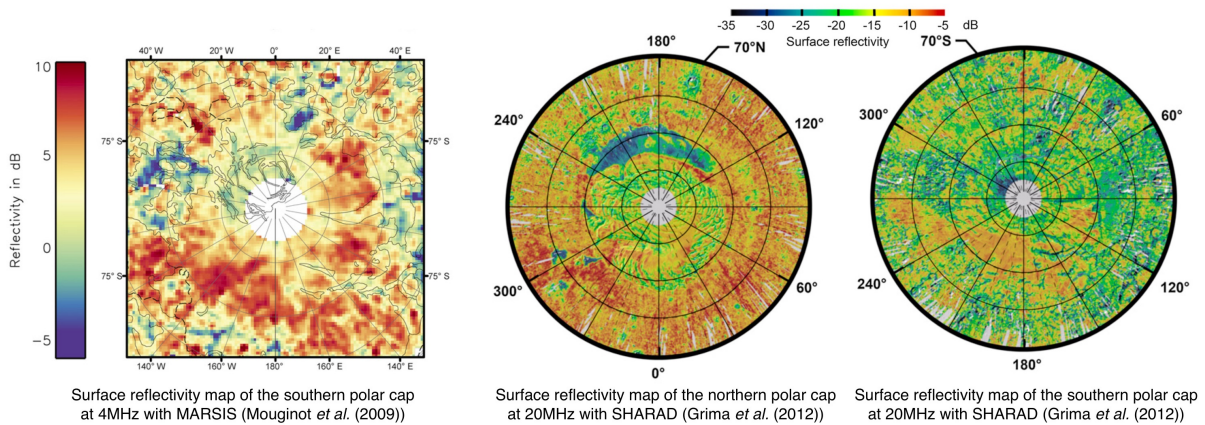 40° W 20° W 0° 20° E 40° E
10
5
0
−5
Reflectivity in dB
75° S 75° S
75° S 75° S
140° W 160° W 180° 160° E 140° E
Surface reflectivity map of the southern polar cap
at 4MHz with MARSIS (Mouginot et al. (2009))
-35 -30 -25 -20 -15 -10 -5 dB
Surface reflectivity
180° 70°N
240° 120°
300° 60°
0°
Surface reflectivity map of the northern polar cap
at 20MHz with SHARAD (Grima et al. (2012))
70°S 0°
300° 60°
240° 120°
180°
Surface reflectivity map of the southern polar cap
at 20MHz with SHARAD (Grima et al. (2012))